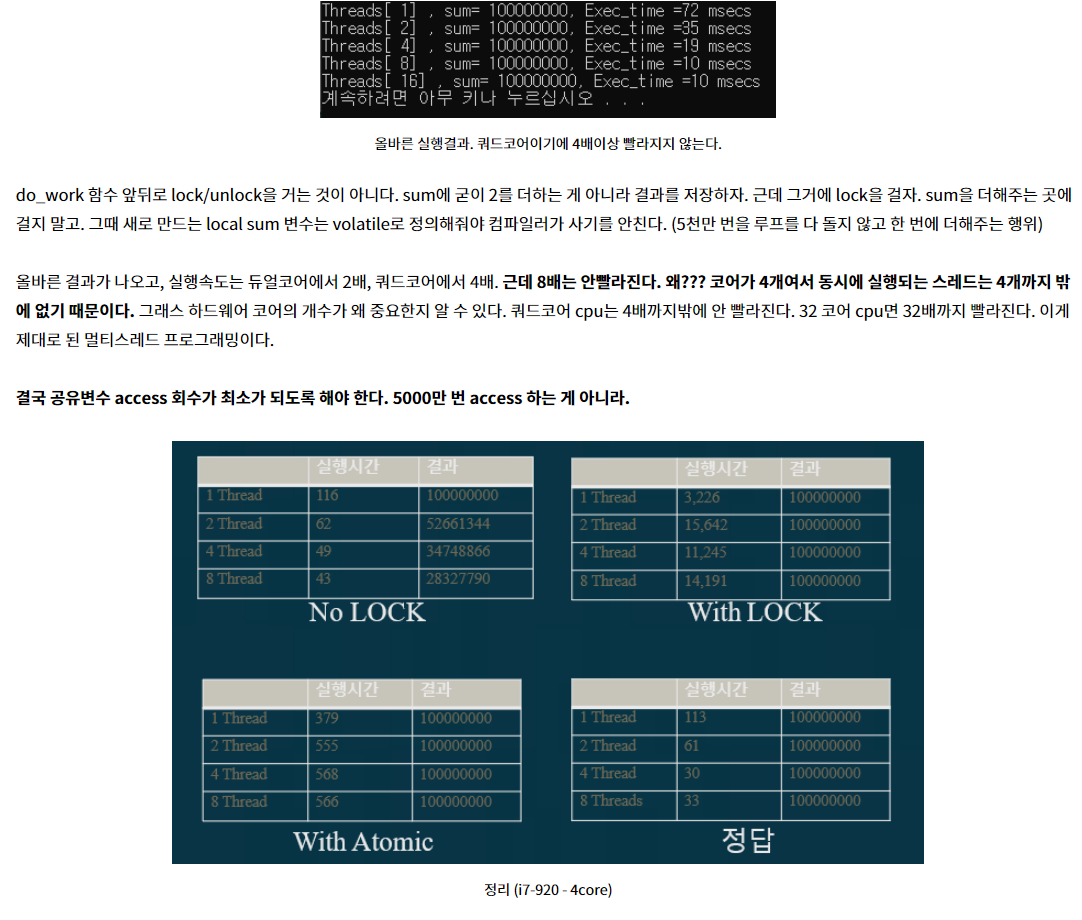 Threads[ 1] , sum= 100000000, Exec_time =72 msecs
Threads[ 2] , sum= 100000000, Exec_time =35 msecs
Threads[ 4] , sum= 100000000, Exec_time =19 msecs
Threads[ 8] , sum= 100000000, Exec_time =10 msecs
Threads[ 16] , sum= 100000000, Exec_time =10 msecs
계속하려면 아무 키나 누르십시오 . . .
올바른 실행결과. 쿼드코어이기에 4배이상 빨라지지 않는다.
do_work 함수 앞뒤로 lock/unlock을 거는 것이 아니다. sum에 굳이 2를 더하는 게 아니라 결과를 저장하자. 근데 그거에 lock을 걸자. sum을 더해주는 곳에
걸지 말고. 그때 새로 만드는 local sum 변수는 volatile로 정의해줘야 컴파일러가 사기를 안친다. (5천만 번을 루프를 다 돌지 않고 한 번에 더해주는 행위)
올바른 결과가 나오고, 실행속도는 듀얼코어에서 2배, 쿼드코어에서 4배. 근데 8배는 안빨라진다. 왜??? 코어가 4개여서 동시에 실행되는 스레드는 4개까지 밖
에 없기 때문이다. 그래스 하드웨어 코어의 개수가 왜 중요한지 알 수 있다. 쿼드코어 cpu는 4배까지밖에 안 빨라진다. 32 코어 cpu면 32배까지 빨라진다. 이게
제대로 된 멀티스레드 프로그래밍이다.
결국 공유변수 access 회수가 최소가 되도록 해야 한다. 5000만 번 access 하는 게 아니라.
실행시간 결과
1 Thread 116 100000000
2 Thread 62 52661344
4 Thread 49 34748866
8 Thread 43 28327790
No LOCK
실행시간 결과
1 Thread 3,226 100000000
2 Thread 15,642 100000000
4 Thread 11,245 100000000
8 Thread 14,191 100000000
With LOCK
실행시간 결과
1 Thread 379 100000000
2 Thread 555 100000000
4 Thread 568 100000000
8 Thread 566 100000000
With Atomic
실행시간 결과
1 Thread 113 100000000
2 Thread 61 100000000
4 Thread 30 100000000
8 Threads 33 100000000
정답
정리 (i7-920 - 4core)